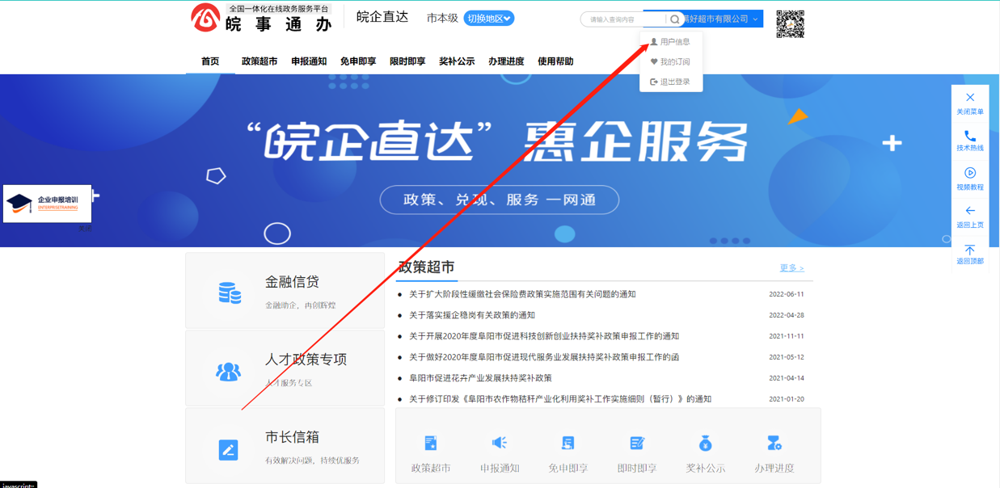 全国一体化在线政务服务平台
皖事通办
皖企直达
市本级 切换地区
请输入查询内容
满好超市有限公司
用户信息
我的订阅
退出登录
首页 政策超市 申报通知 免申即享 限时即享 奖补公示 办理进度 使用帮助
“皖企直达” 惠企服务
政策、兑现、服务 一网通
企业申报培训
ENTERPRISETRAINING
关闭
关闭菜单
技术热线
视频教程
返回上页
返回顶部
金融信贷
金融助企，再创辉煌
人才政策专项
人才服务专区
市长信箱
有效解决问题，持续优服务
政策超市 更多 >
关于扩大阶段性缓缴社会保险费政策实施范围有关问题的通知 2022-06-11
关于落实援企稳岗有关政策的通知 2022-04-28
关于开展2020年度阜阳市促进科技创新创业扶持奖补政策申报工作的通知 2021-11-11
关于做好2020年度阜阳市促进现代服务业发展扶持奖补政策申报工作的函 2021-05-12
阜阳市促进花卉产业发展扶持奖补政策 2021-04-14
关于修订印发《阜阳市农作物秸秆产业化利用奖补工作实施细则（暂行）》的通知 2021-01-20
政策超市 申报通知 免申即享 即时即享 奖补公示 办理进度
javascript:;